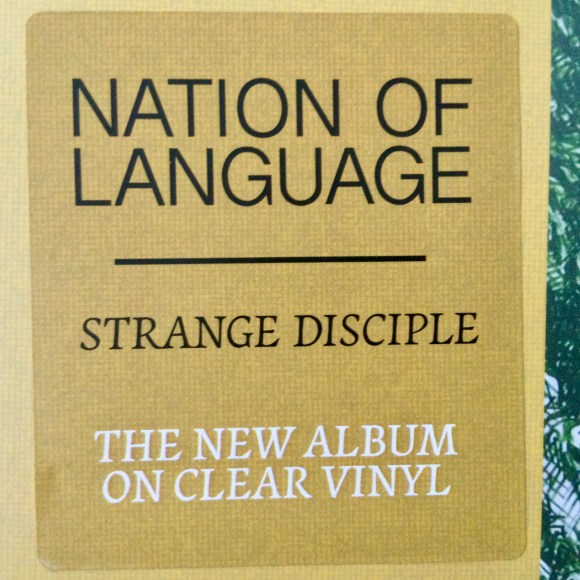 NATION OF
LANGUAGE
STRANGE DISCIPLE
THE NEW ALBUM
ON CLEAR VINYL